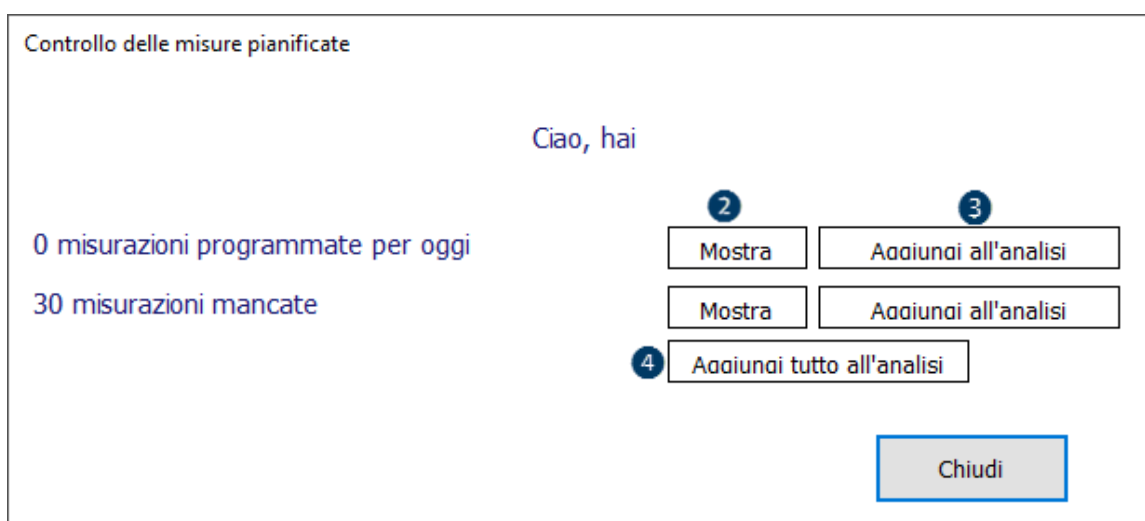 Controllo delle misure pianificate
Ciao, hai
2 3
0 misurazioni programmate per oggi Mostra Aggiungi all'analisi
30 misurazioni mancate Mostra Aggiungi all'analisi
4 Aggiungi tutto all'analisi
Chiudi